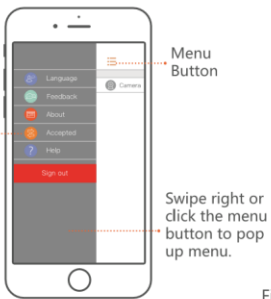 Menu
Button
Language
Feedback
Camera
About
Accepted
Help
?
Sign out
Swipe right or
click the menu
button to pop
up menu.